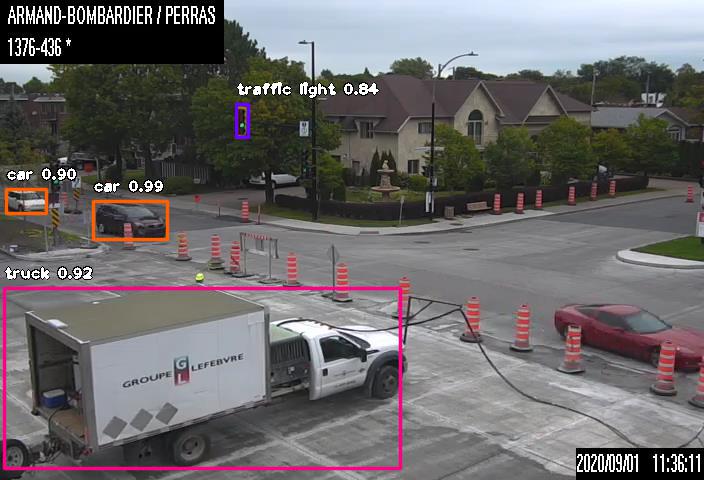 ARMAND-BOMBARDIER / PERRAS
1376-436 *
traffic light 0.84
car 0.90
car 0.99
truck 0.92
GROUPE GL LEFEBVRE
2020/09/01 11:36:11